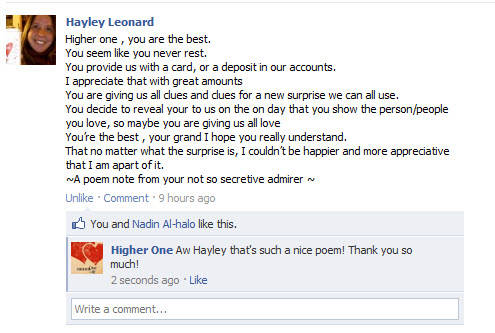 Hayley Leonard
Higher one , you are the best.
You seem like you never rest.
You provide us with a card, or a deposit in our accounts.
I appreciate that with great amounts
You are giving us all clues and clues for a new surprise we can all use.
You decide to reveal your to us on the on day that you show the person/people
you love, so maybe you are giving us all love
You're the best , your grand I hope you really understand.
That no matter what the surprise is, I couldn't be happier and more appreciative
that I am apart of it.
~A poem note from your not so secretive admirer ~
Unlike · Comment · 9 hours ago
You and Nadin Al-halo like this.
Higher One Aw Hayley that's such a nice poem! Thank you so
much!
2 seconds ago · Like
Write a comment...